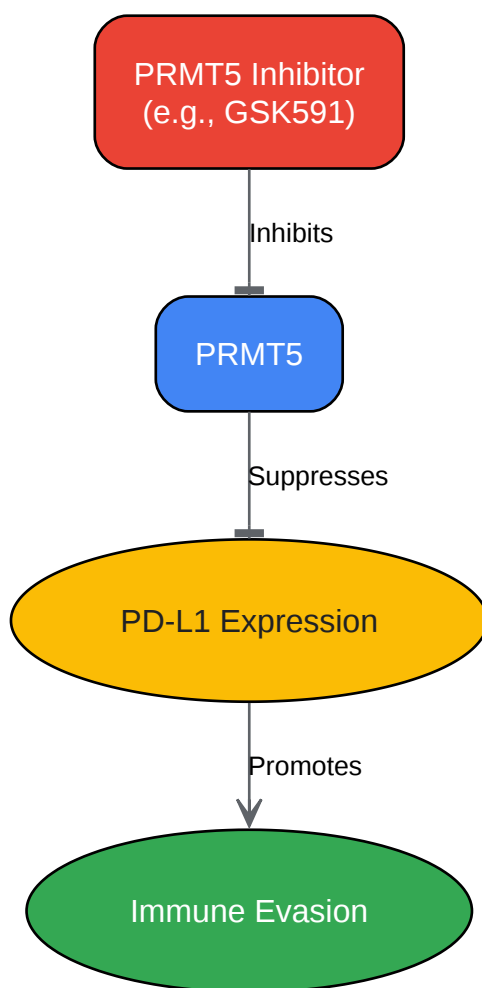 PRMT5 Inhibitor
(e.g., GSK591)
Inhibits
PRMT5
Suppresses
PD-L1 Expression
Promotes
Immune Evasion